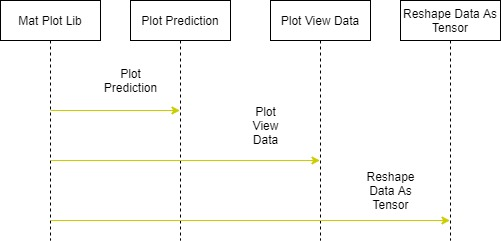 Mat Plot Lib
Plot Prediction
Plot View Data
Reshape Data As
Tensor
Plot
Prediction
Plot
View
Data
Reshape
Data As
Tensor